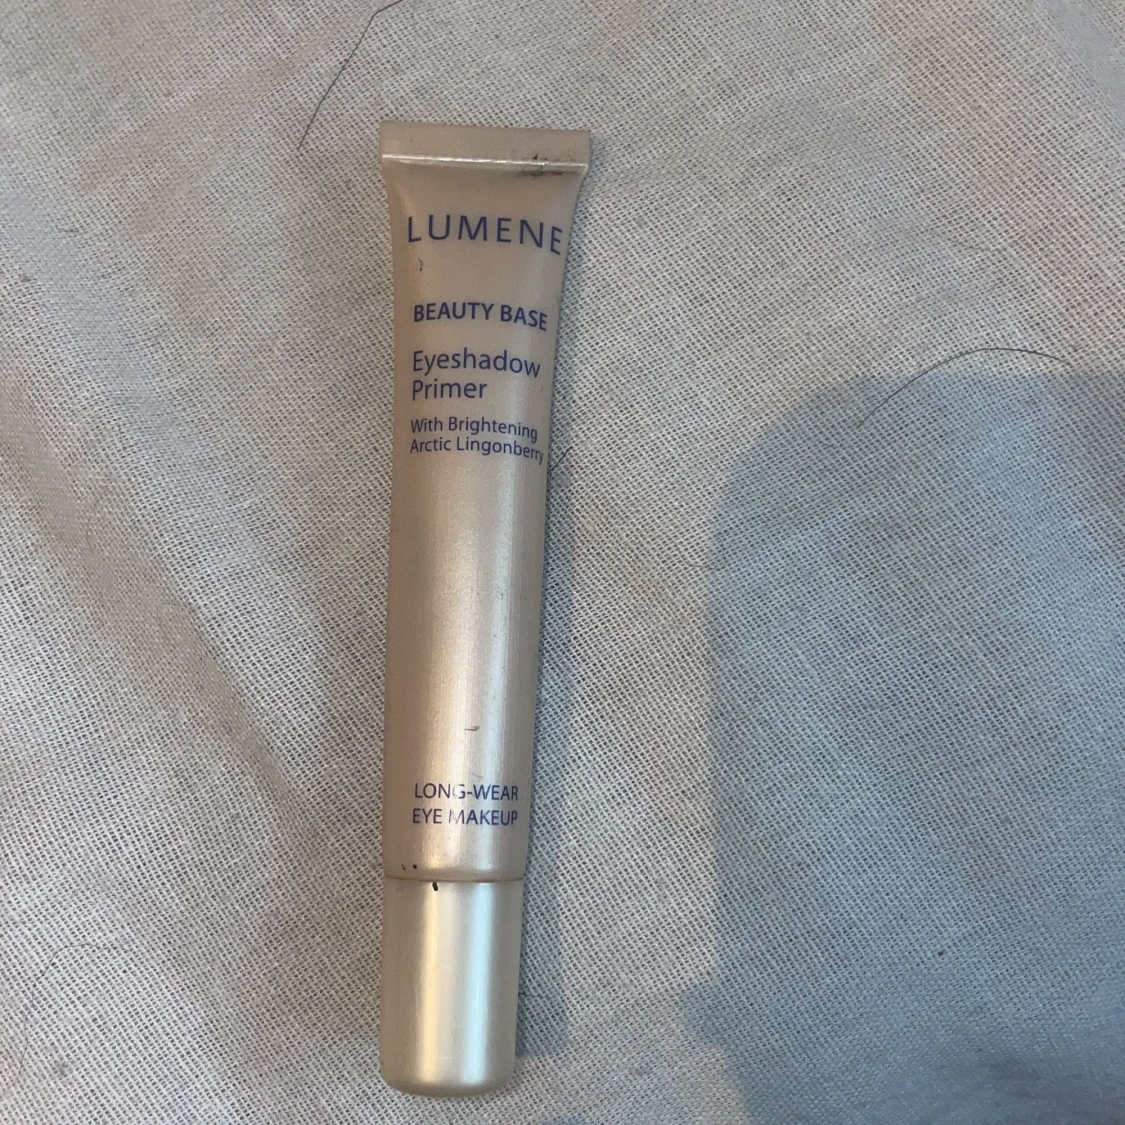 LUMENE
BEAUTY BASE
Eyeshadow
Primer
With Brightening
Arctic Lingonberry
LONG-WEAR
EYE MAKEUP